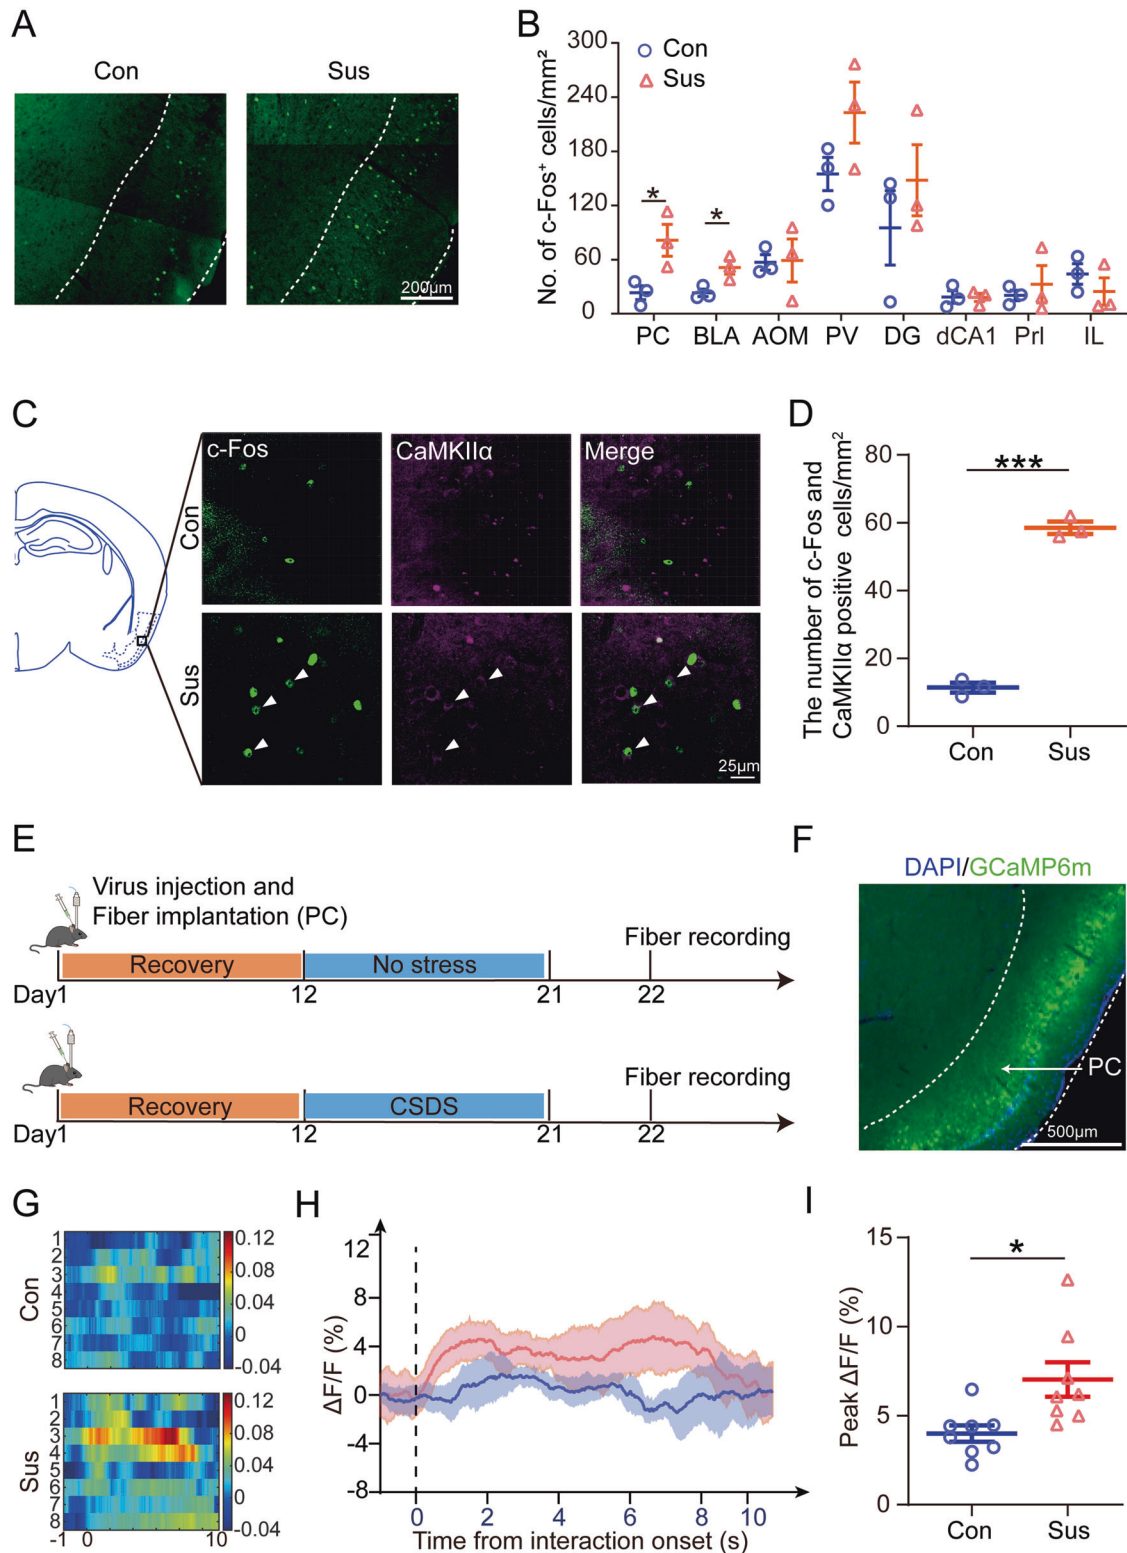 A
Con
Sus
200µm
B
No. of c-Fos⁺ cells/mm²
300
240
180
120
60
0
Con
Sus
*
*
PC
BLA
AOM
PV
DG
dCA1
Prl
IL
C
c-Fos
CaMKIIα
Merge
Con
Sus
25µm
D
The number of c-Fos and
CaMKIIα positive cells/mm²
80
60
40
20
0
***
Con
Sus
E
Virus injection and
Fiber implantation (PC)
Fiber recording
Recovery
No stress
Day1
12
21
22
Fiber recording
Recovery
CSDS
Day1
12
21
22
F
DAPI/GCaMP6m
PC
500µm
G
Con
1
2
3
4
5
6
7
8
0.12
0.08
0.04
0
-0.04
Sus
1
2
3
4
5
6
7
8
0.12
0.08
0.04
0
-0.04
-1
0
10
H
ΔF/F (%)
12
8
4
0
-4
-8
0
2
4
6
8
10
Time from interaction onset (s)
I
Peak ΔF/F (%)
15
10
5
0
*
Con
Sus